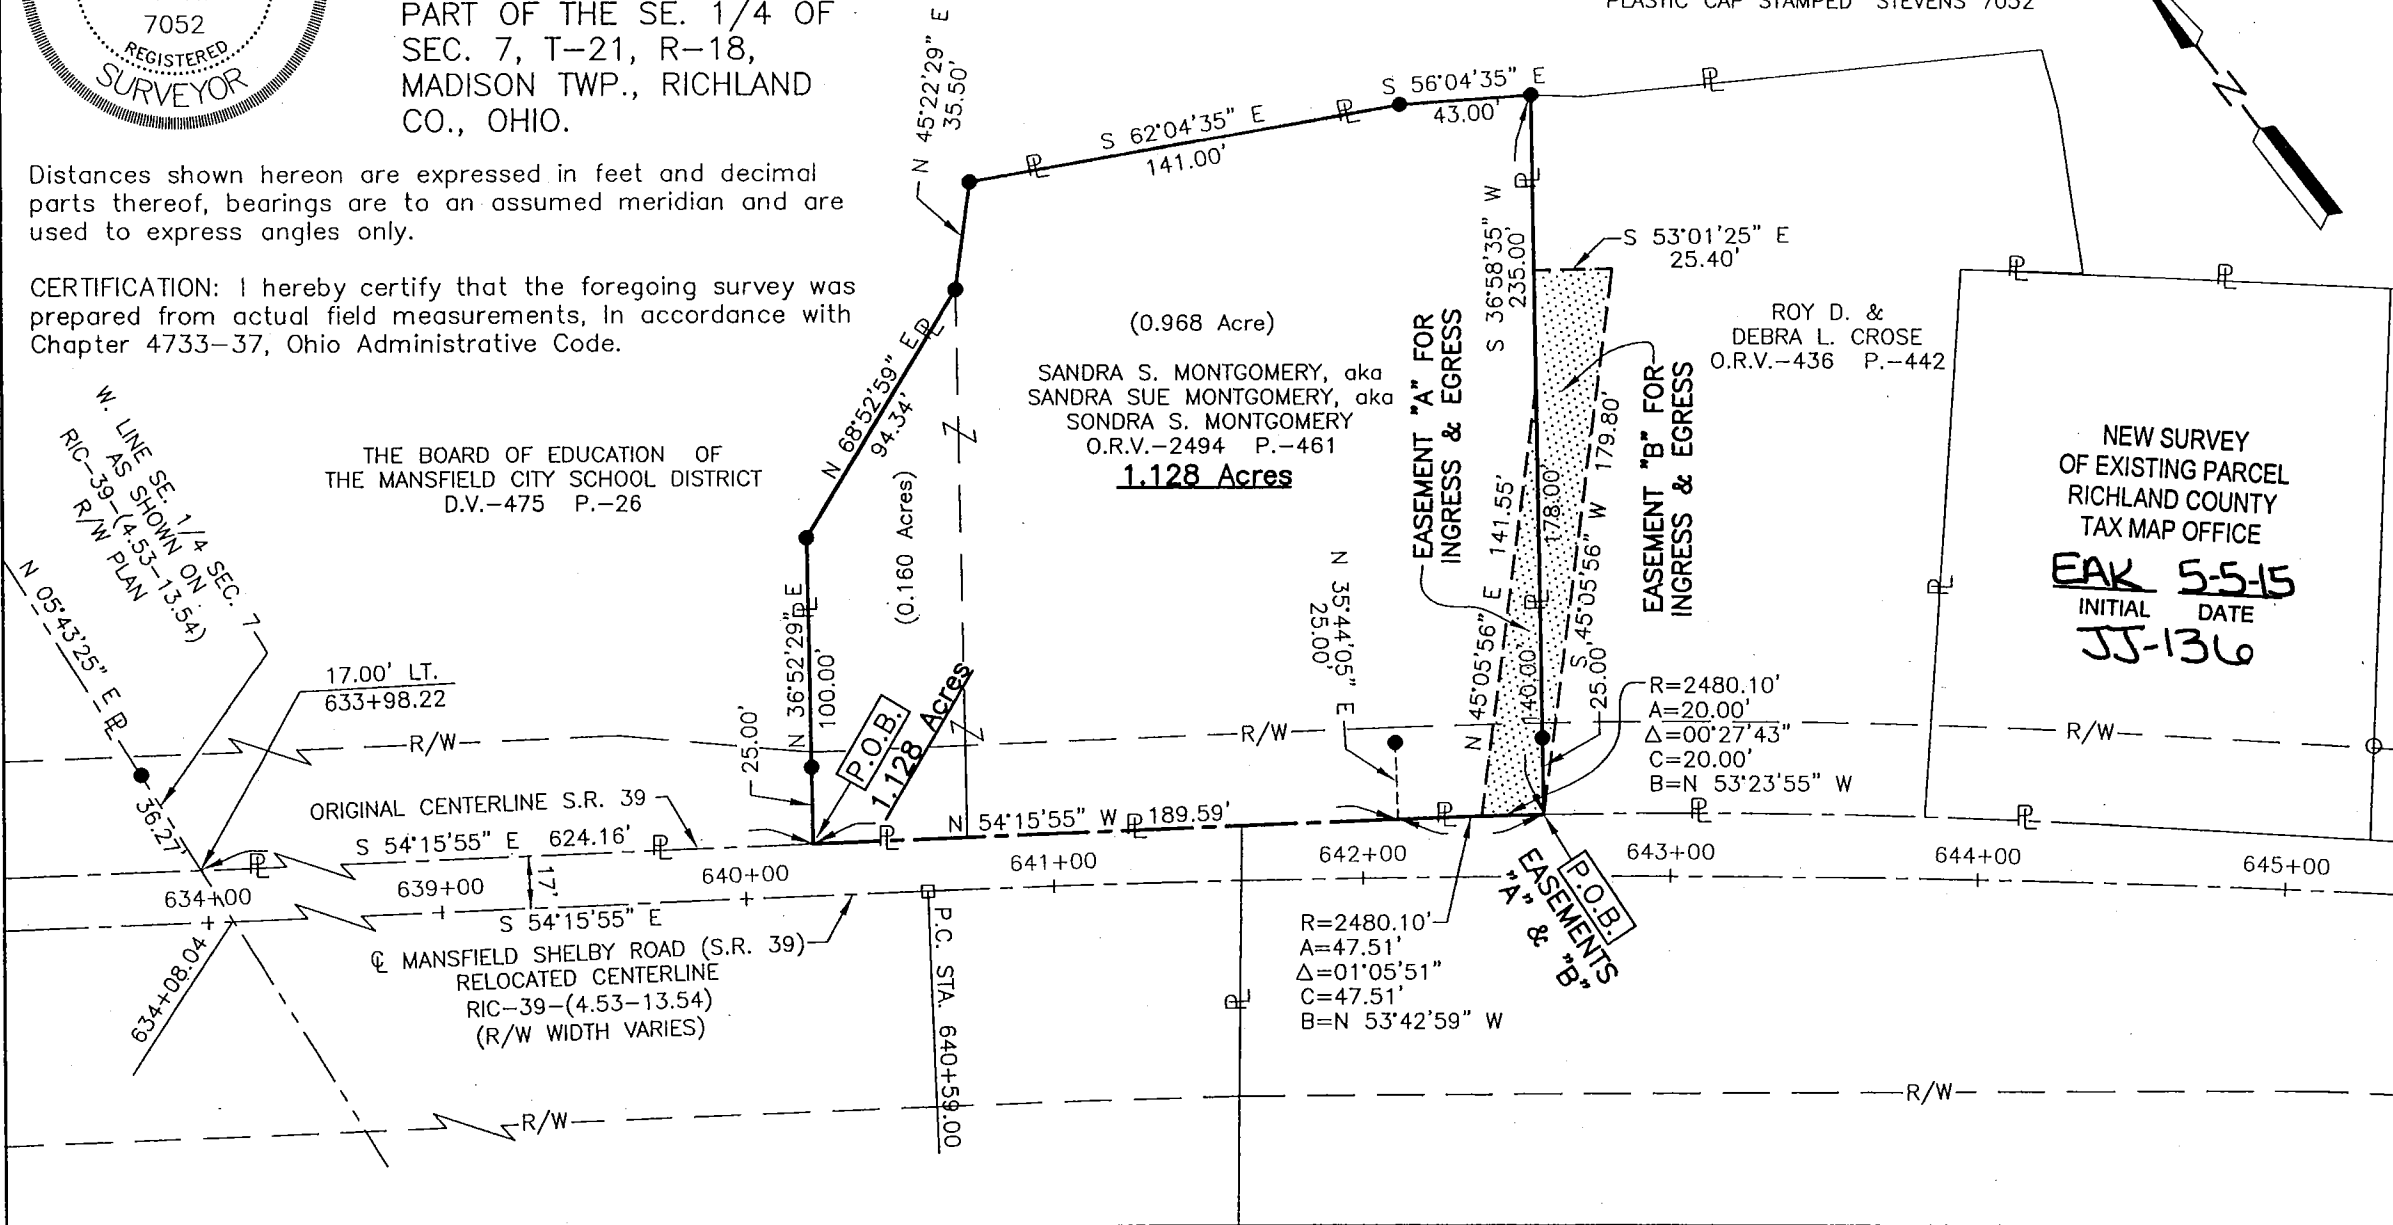 7052
REGISTERED
SURVEYOR
PART OF THE SE. 1/4 OF
SEC. 7, T-21, R-18,
MADISON TWP., RICHLAND
CO., OHIO.
Distances shown hereon are expressed in feet and decimal
parts thereof, bearings are to an assumed meridian and are
used to express angles only.
CERTIFICATION: I hereby certify that the foregoing survey was
prepared from actual field measurements, In accordance with
Chapter 4733-37, Ohio Administrative Code.
PLASTIC CAP STAMPED "STEVENS 7052"
N
N 45°22'29" E
35.50'
S 62°04'35" E
141.00'
S 56°04'35" E
43.00'
S 36°58'35" W
235.00'
S 53°01'25" E
25.40'
ROY D. &
DEBRA L. CROSE
O.R.V.-436 P.-442
(0.968 Acre)
SANDRA S. MONTGOMERY, aka
SANDRA SUE MONTGOMERY, aka
SONDRA S. MONTGOMERY
O.R.V.-2494 P.-461
1.128 Acres
EASEMENT "A" FOR
INGRESS & EGRESS
EASEMENT "B" FOR
INGRESS & EGRESS
N 45°05'56" E 141.55'
178.00'
140.00'
S 45°05'56" W 179.80'
25.00'
N 68°52'59" E
94.34'
(0.160 Acres)
THE BOARD OF EDUCATION OF
THE MANSFIELD CITY SCHOOL DISTRICT
D.V.-475 P.-26
W. LINE SE. 1/4 SEC. 7
AS SHOWN ON
RIC-39-(4.53-13.54)
R/W PLAN
N 05°43'25" E
36.27'
17.00' LT.
633+98.22
N 36°52'29" E
100.00'
25.00'
P.O.B.
1.128 Acres
N 35°44'05" E
25.00'
R=2480.10'
A=20.00'
Δ=00°27'43"
C=20.00'
B=N 53°23'55" W
NEW SURVEY
OF EXISTING PARCEL
RICHLAND COUNTY
TAX MAP OFFICE
EAK 5-5-15
INITIAL DATE
JJ-136
R/W
R/W
R/W
ORIGINAL CENTERLINE S.R. 39
S 54°15'55" E 624.16'
N 54°15'55" W 189.59'
17'
634+00
639+00
640+00
641+00
642+00
643+00
644+00
645+00
S 54°15'55" E
℄ MANSFIELD SHELBY ROAD (S.R. 39)
RELOCATED CENTERLINE
RIC-39-(4.53-13.54)
(R/W WIDTH VARIES)
634+08.04
P.C. STA. 640+59.00
R=2480.10'
A=47.51'
Δ=01°05'51"
C=47.51'
B=N 53°42'59" W
P.O.B.
EASEMENTS
"A" & "B"
R/W
R/W